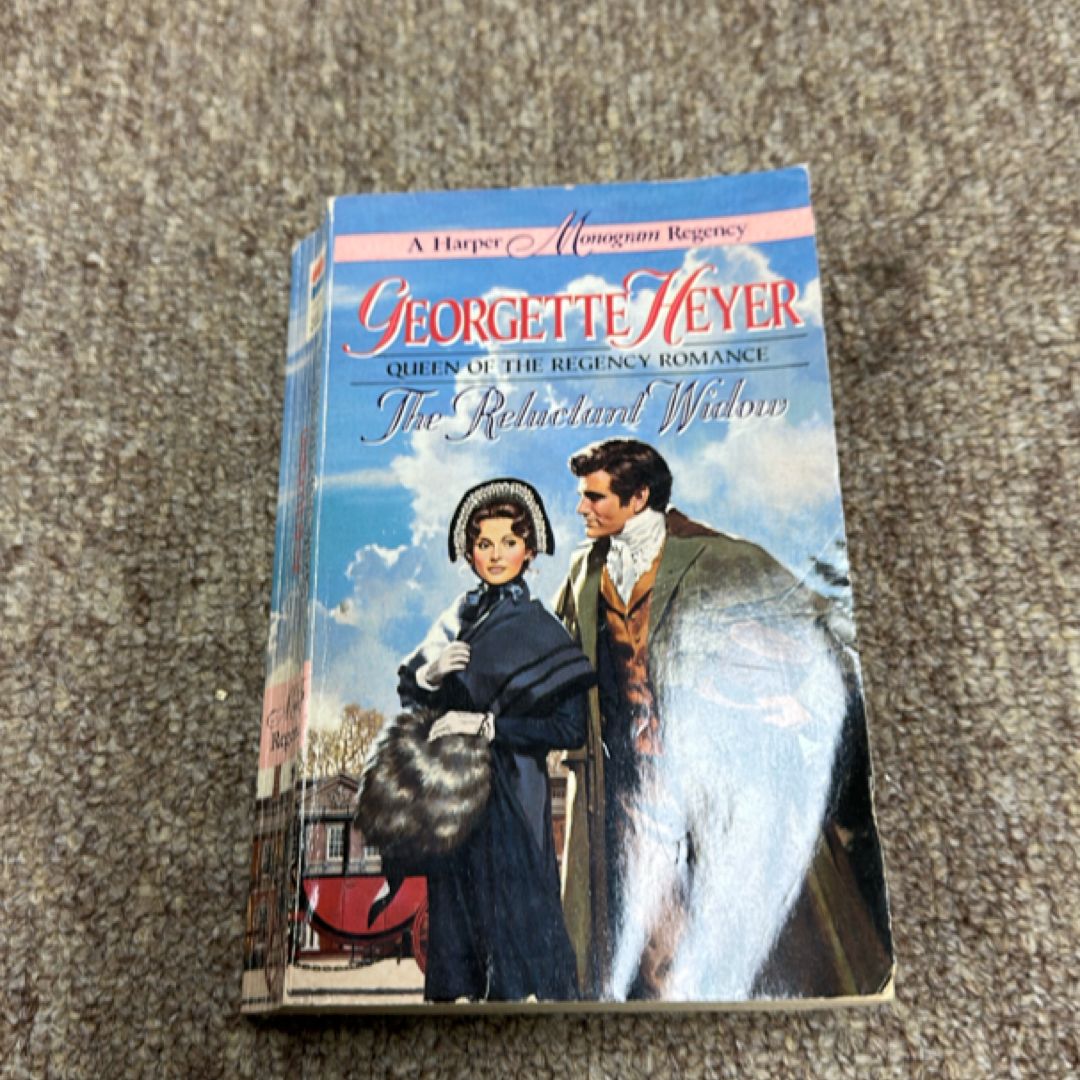 A Harper Monogram Regency
GEORGETTE HEYER
QUEEN OF THE REGENCY ROMANCE
The Reluctant Widow